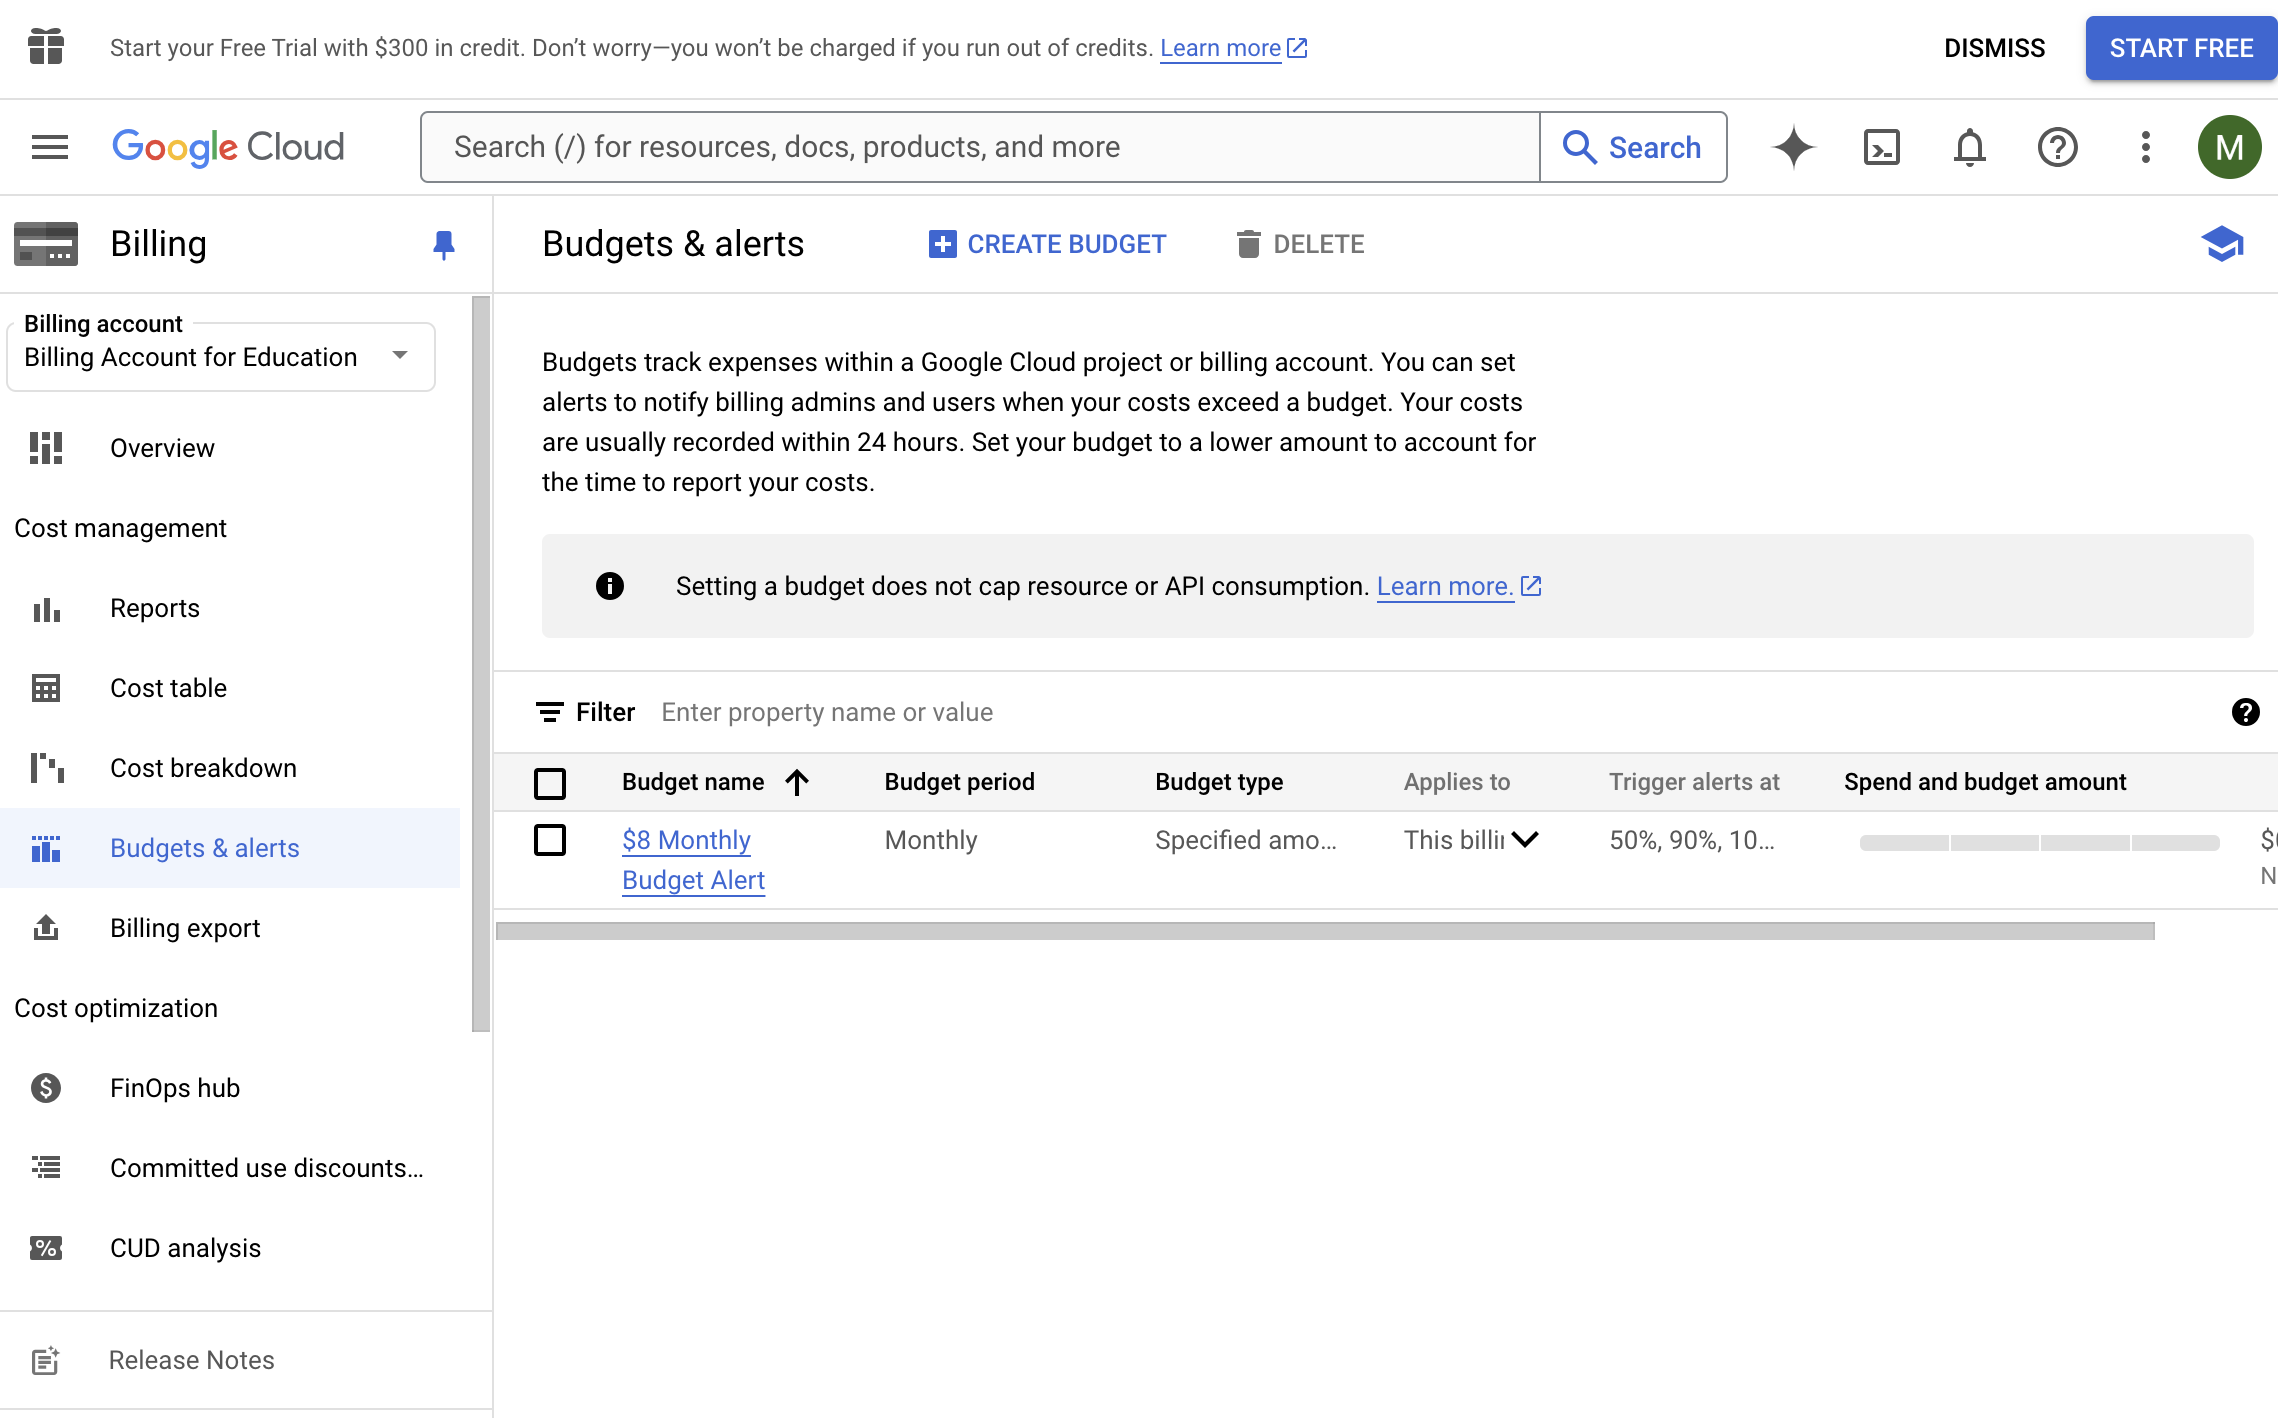 Start your Free Trial with $300 in credit. Don’t worry—you won’t be charged if you run out of credits. Learn more
DISMISS
START FREE
Google Cloud
Search (/) for resources, docs, products, and more
Search
M
Billing
Budgets & alerts
CREATE BUDGET
DELETE
Billing account
Billing Account for Education
Overview
Cost management
Reports
Cost table
Cost breakdown
Budgets & alerts
Billing export
Cost optimization
FinOps hub
Committed use discounts...
CUD analysis
Release Notes
Budgets track expenses within a Google Cloud project or billing account. You can set
alerts to notify billing admins and users when your costs exceed a budget. Your costs
are usually recorded within 24 hours. Set your budget to a lower amount to account for
the time to report your costs.
Setting a budget does not cap resource or API consumption. Learn more.
Filter Enter property name or value
Budget name Budget period Budget type Applies to Trigger alerts at Spend and budget amount
$8 Monthly Monthly Specified amo... This billi 50%, 90%, 10...
Budget Alert